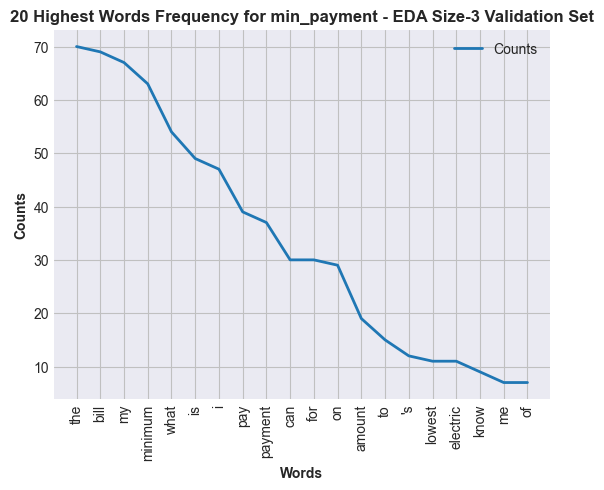 20 Highest Words Frequency for min_payment - EDA Size-3 Validation Set
Counts
70
60
50
40
30
20
10
Counts
the
bill
my
minimum
what
is
i
pay
payment
can
for
on
amount
to
's
lowest
electric
know
me
of
Words